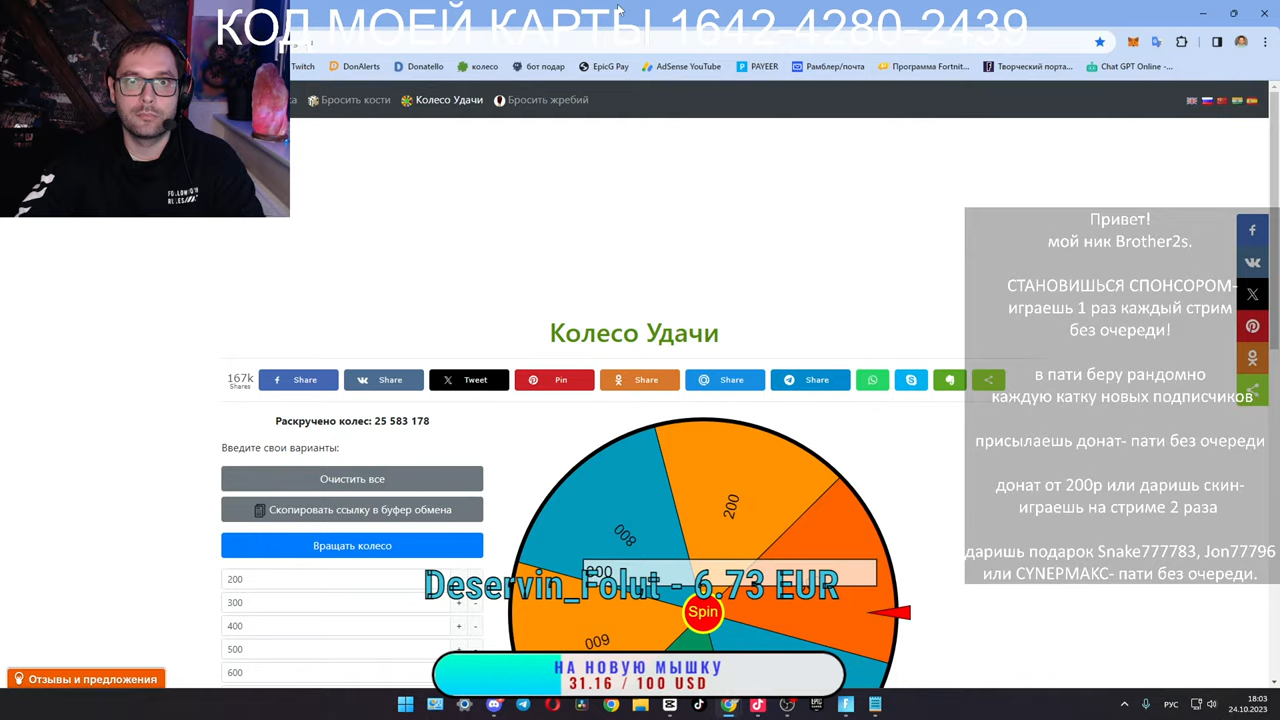 КОД МОЕЙ КАРТЫ 1642-4280-2439
Twitch DonAlerts Donatello колесо бот подар EpicG Pay AdSense YouTube PAYEER Рамблер/почта Программа Fortnit... Творческий порта... Chat GPT Online -...
Бросить кости Колесо Удачи Бросить жребий
FOLLOW
RULES
Привет!
мой ник Brother2s.
СТАНОВИШЬСЯ СПОНСОРОМ-
играешь 1 раз каждый стрим
без очереди!
в пати беру рандомно
каждую катку новых подписчиков
присылаешь донат- пати без очереди
донат от 200р или даришь скин-
играешь на стриме 2 раза
даришь подарок Snake777783, Jon77796
или СУПЕРМАКС- пати без очереди.
Колесо Удачи
167k
Shares
Share Share Tweet Pin Share Share Share
Раскручено колес: 25 583 178
Введите свои варианты:
Очистить все
Скопировать ссылку в буфер обмена
Вращать колесо
200
300
+ -
400
+ -
500
+ -
600
200
800
600
Spin
Deservin_Folut - 6.73 EUR
НА НОВУЮ МЫШКУ
31.16 / 100 USD
Отзывы и предложения
РУС
18:03
24.10.2023